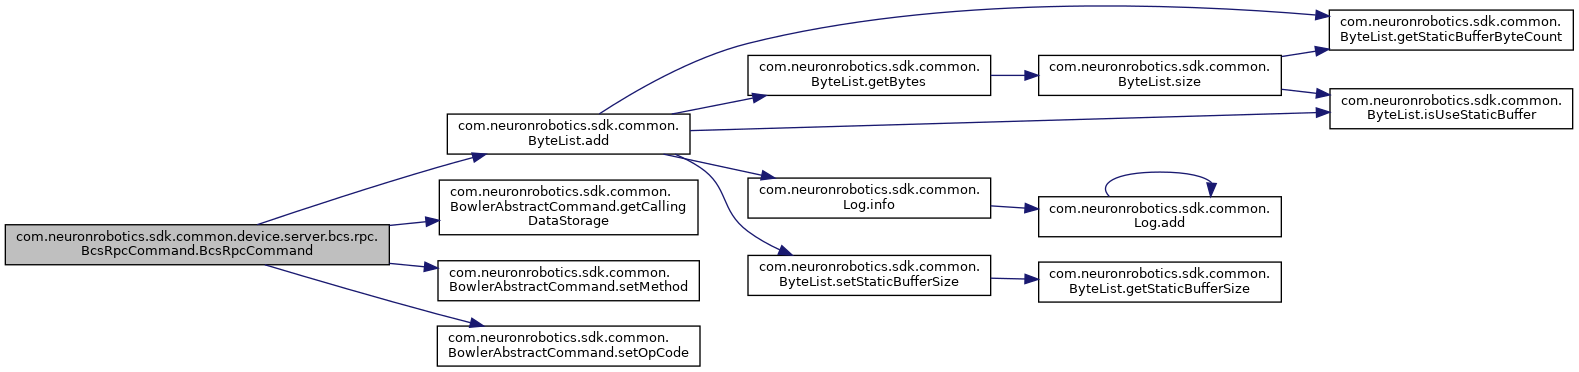 com.neuronrobotics.sdk.common.device.server.bcs.rpc.
BcsRpcCommand.BcsRpcCommand
com.neuronrobotics.sdk.common.
ByteList.add
com.neuronrobotics.sdk.common.
BowlerAbstractCommand.getCalling
DataStorage
com.neuronrobotics.sdk.common.
BowlerAbstractCommand.setMethod
com.neuronrobotics.sdk.common.
BowlerAbstractCommand.setOpCode
com.neuronrobotics.sdk.common.
ByteList.getBytes
com.neuronrobotics.sdk.common.
Log.info
com.neuronrobotics.sdk.common.
ByteList.setStaticBufferSize
com.neuronrobotics.sdk.common.
ByteList.size
com.neuronrobotics.sdk.common.
Log.add
com.neuronrobotics.sdk.common.
ByteList.getStaticBufferSize
com.neuronrobotics.sdk.common.
ByteList.getStaticBufferByteCount
com.neuronrobotics.sdk.common.
ByteList.isUseStaticBuffer